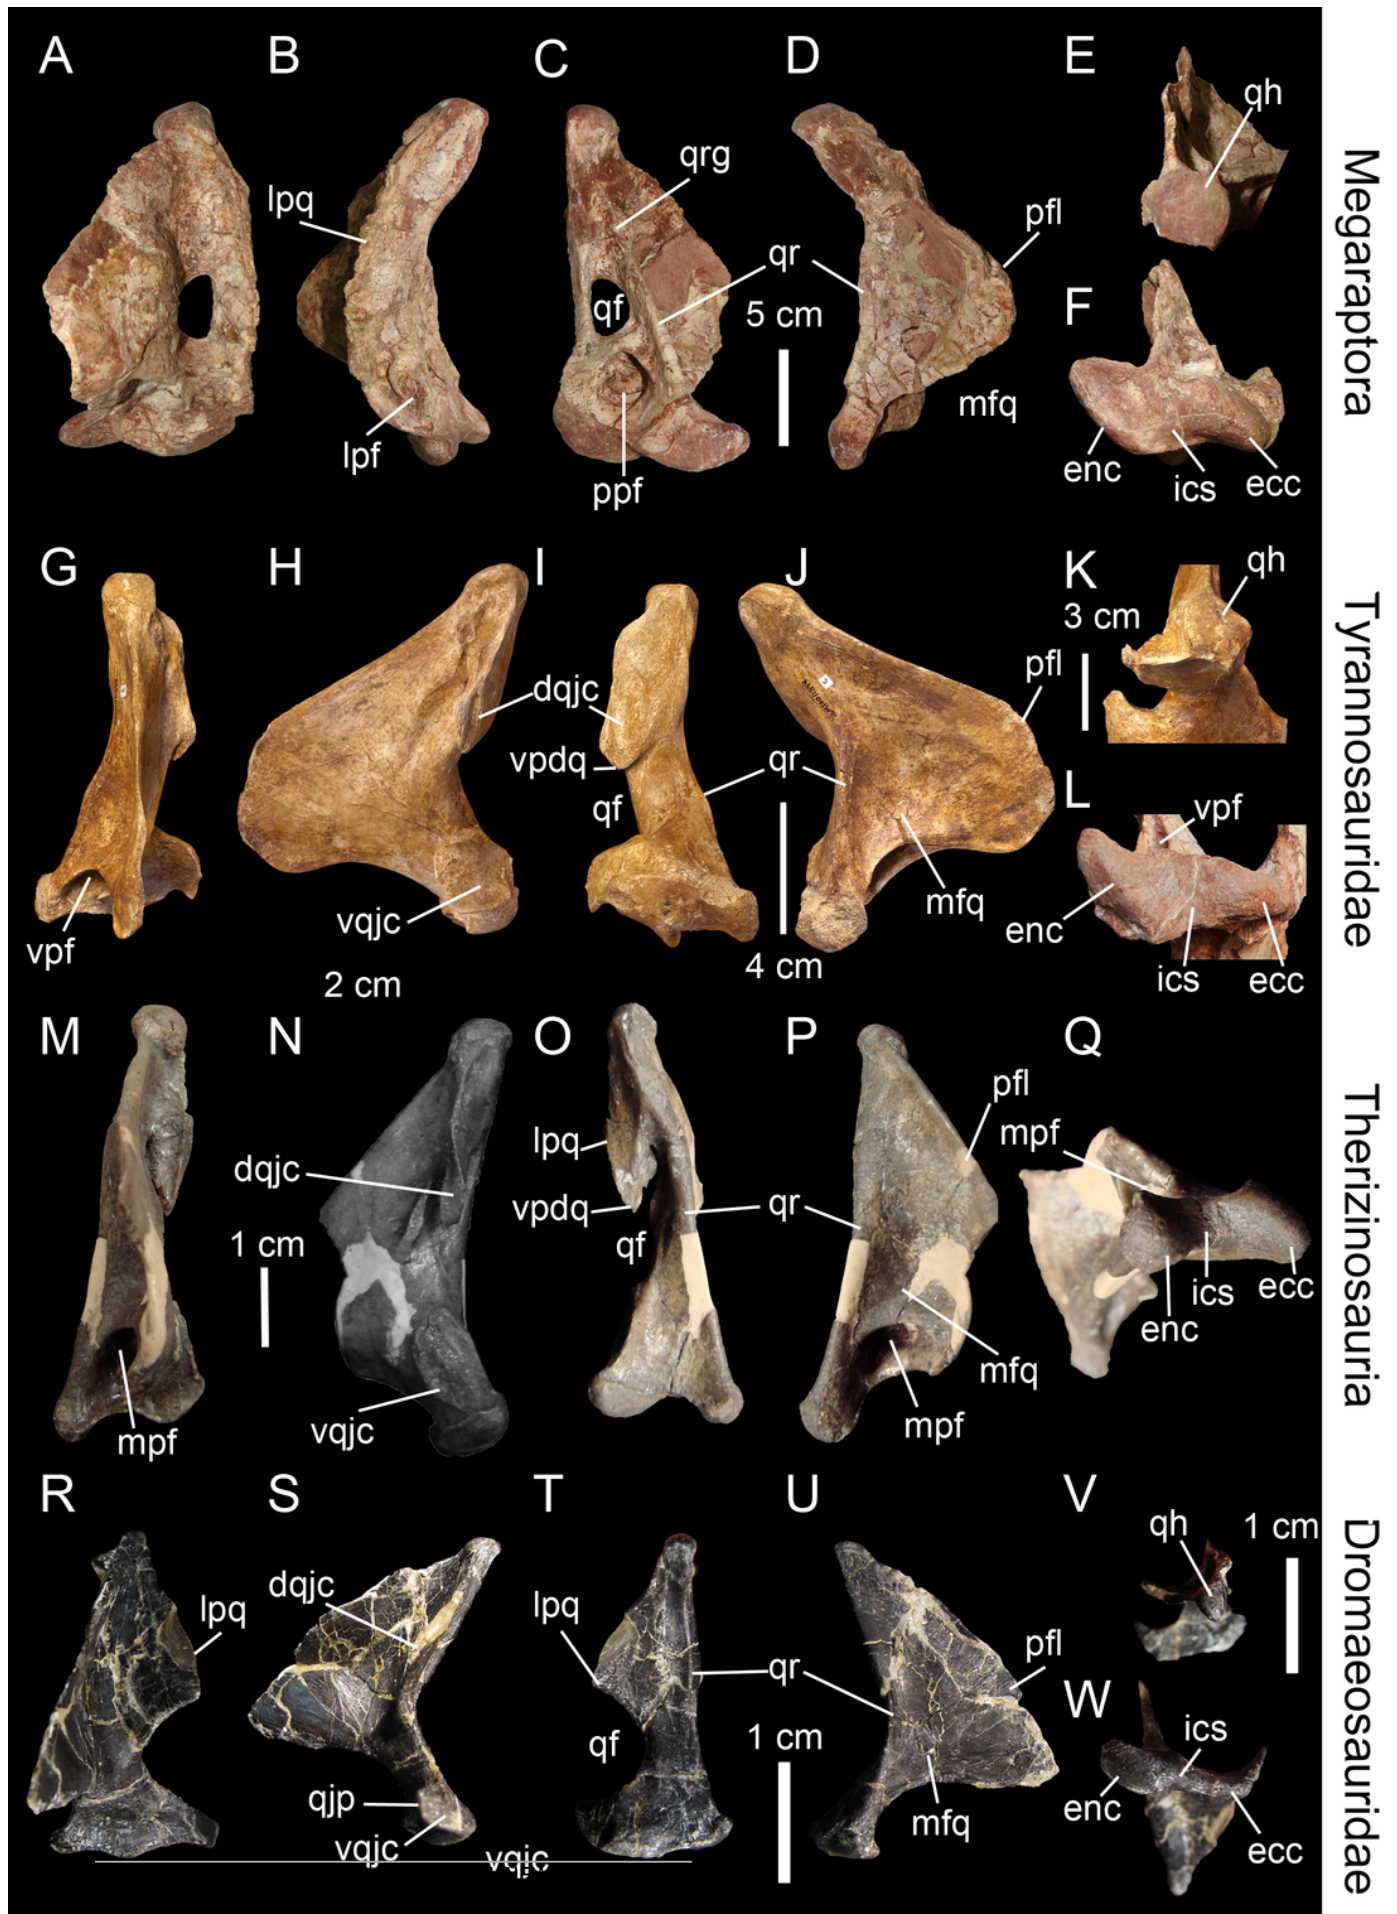 A
B
C
D
E
qh
lpq
qrg
pfl
qr
qf
5 cm
F
mfq
lpf
ppf
enc
ics
ecc
Megaraptora
G
H
I
J
K
qh
3 cm
dqjc
pfl
vpdq
qr
qf
L
vpf
vqjc
mfq
enc
vpf
2 cm
4 cm
ics
ecc
Tyrannosauridae
M
N
O
P
Q
pfl
mpf
lpq
dqjc
vpdq
qr
qf
1 cm
ics
ecc
enc
mfq
vqjc
mpf
mpf
Therizinosauria
R
S
T
U
V
qh
1 cm
dqjc
lpq
lpq
pfl
qr
W
ics
qf
1 cm
qjp
enc
mfq
vqjc
vqjc
ecc
Dromaeosauridae